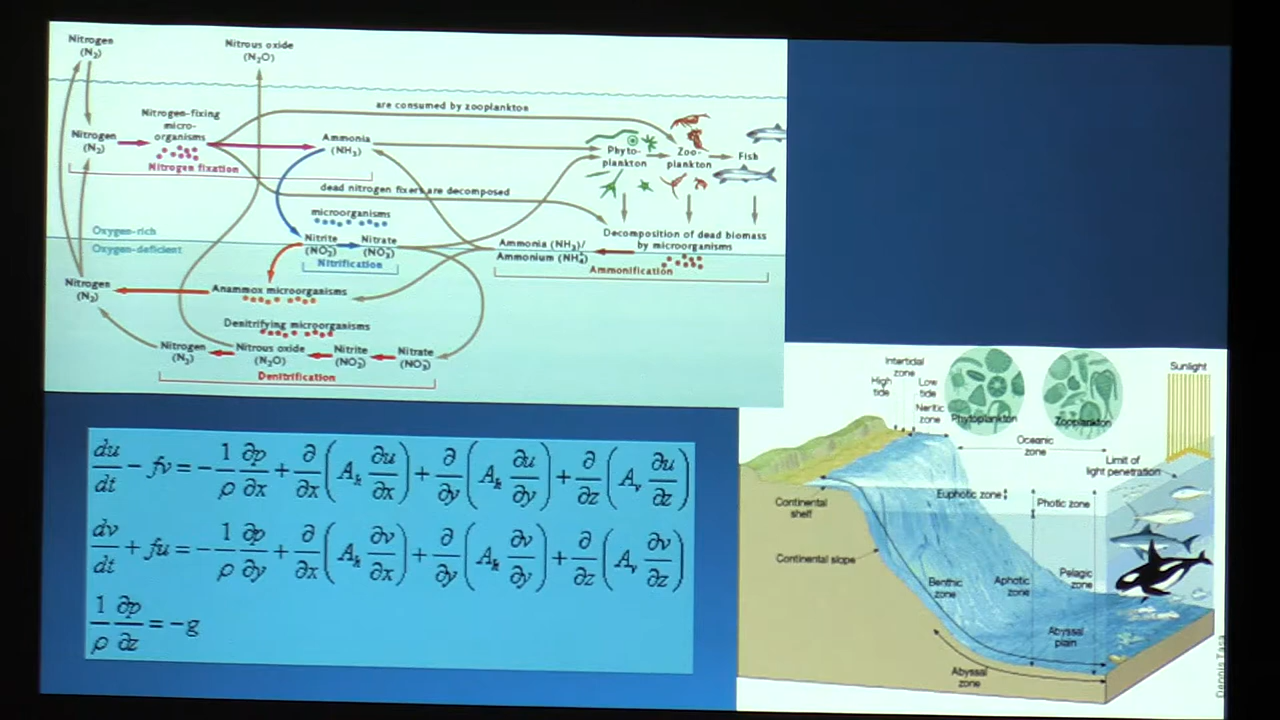 Nitrogen
(N₂)
Nitrous oxide
(N₂O)
are consumed by zooplankton
Nitrogen-fixing
micro-
organisms
Nitrogen
(N₂)
Ammonia
(NH₃)
Phyto-
plankton
Zoo-
plankton
Fish
Nitrogen fixation
dead nitrogen fixers are decomposed
microorganisms
Oxygen-rich
Oxygen-deficient
Nitrite
(NO₂⁻)
Nitrate
(NO₃⁻)
Nitrification
Ammonia (NH₃)/
Ammonium (NH₄⁺)
Decomposition of dead biomass
by microorganisms
Ammonification
Nitrogen
(N₂)
Anammox microorganisms
Denitrifying microorganisms
Nitrogen
(N₂)
Nitrous oxide
(N₂O)
Nitrite
(NO₂⁻)
Nitrate
(NO₃⁻)
Denitrification
du/dt − fv = −1/ρ ∂p/∂x + ∂/∂x (Aₕ ∂u/∂x) + ∂/∂y (Aₕ ∂u/∂y) + ∂/∂z (Aᵥ ∂u/∂z)
dv/dt + fu = −1/ρ ∂p/∂y + ∂/∂x (Aₕ ∂v/∂x) + ∂/∂y (Aₕ ∂v/∂y) + ∂/∂z (Aᵥ ∂v/∂z)
1/ρ ∂p/∂z = −g
Intertidal
zone
High
tide
Low
tide
Neritic
zone
Phytoplankton
Zooplankton
Sunlight
Oceanic
zone
Limit of
light penetration
Continental
shelf
Euphotic zone
Photic zone
Continental slope
Benthic
zone
Aphotic
zone
Pelagic
zone
Abyssal
plain
Abyssal
zone
Dennis Tasa